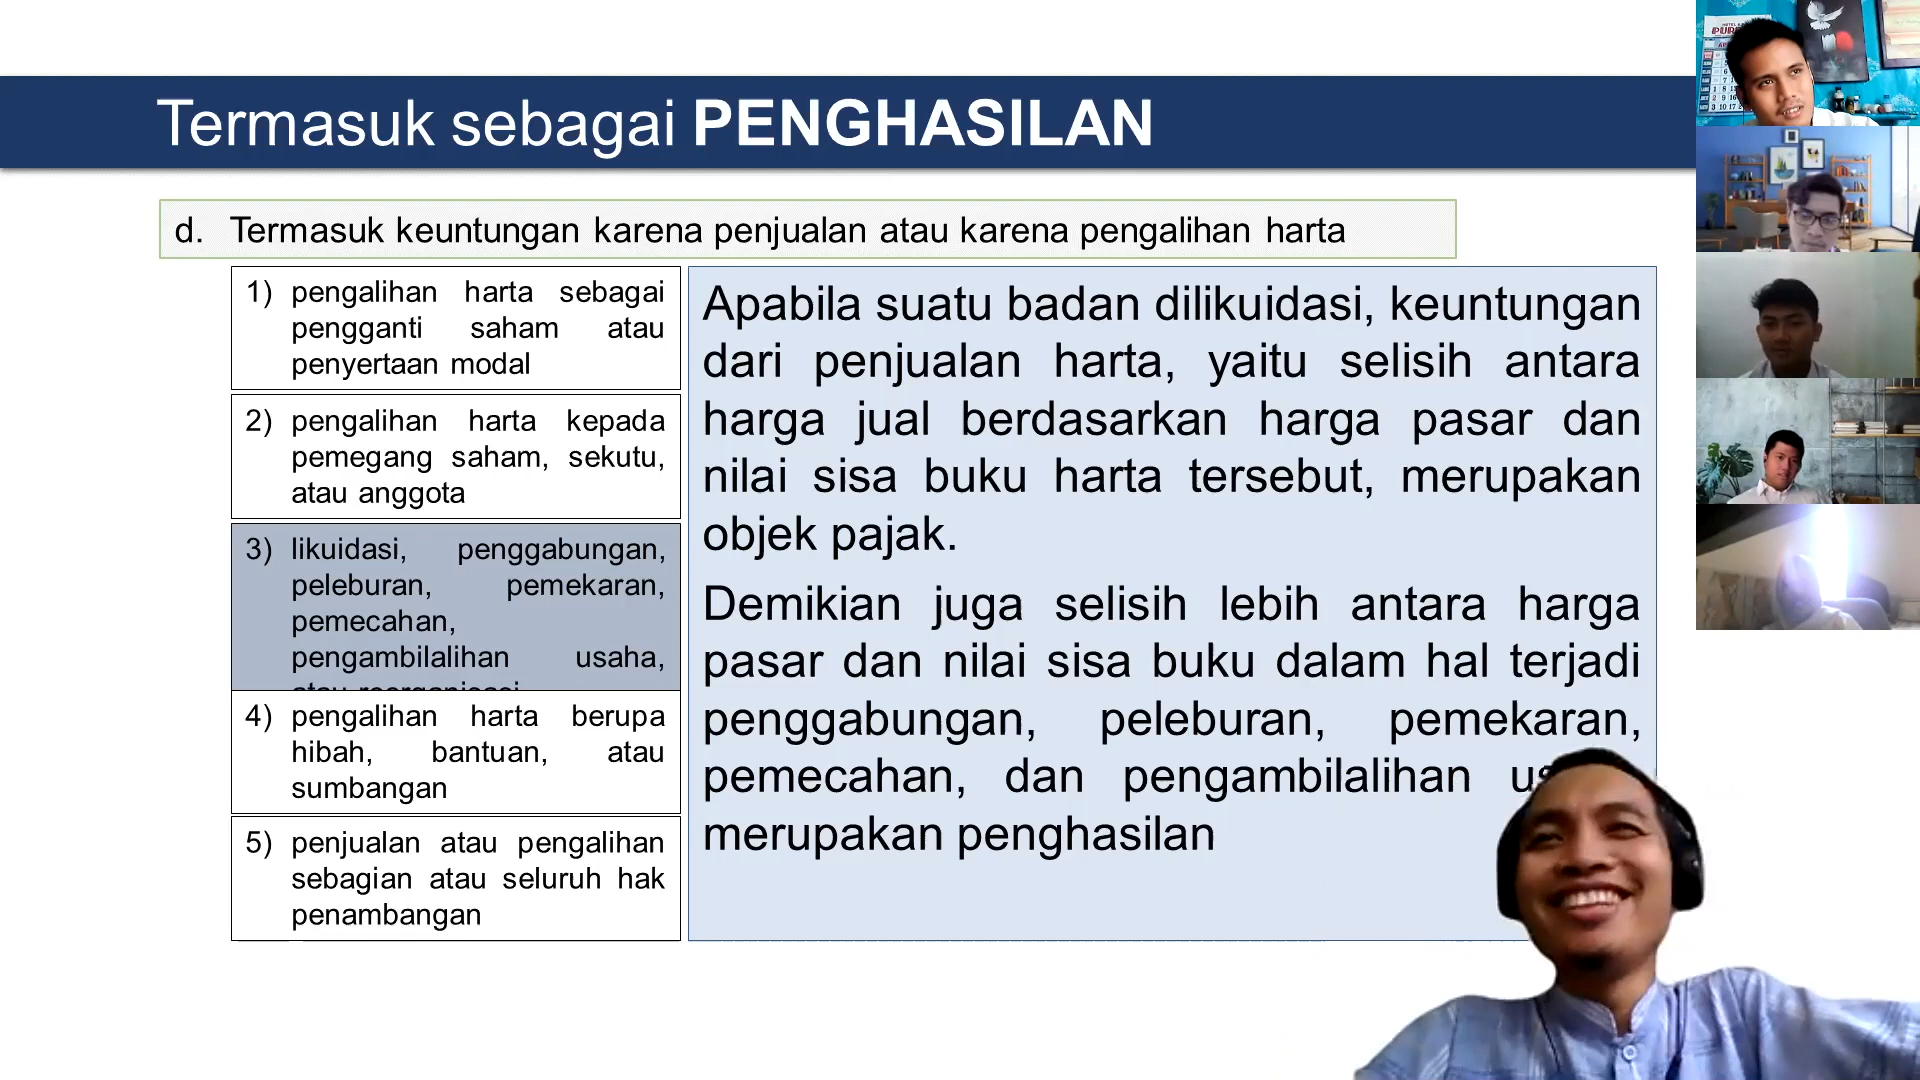 Termasuk sebagai PENGHASILAN
d. Termasuk keuntungan karena penjualan atau karena pengalihan harta
1) pengalihan harta sebagai
pengganti saham atau
penyertaan modal
2) pengalihan harta kepada
pemegang saham, sekutu,
atau anggota
3) likuidasi, penggabungan,
peleburan, pemekaran,
pemecahan,
pengambilalihan usaha,
atau reorganisasi
4) pengalihan harta berupa
hibah, bantuan, atau
sumbangan
5) penjualan atau pengalihan
sebagian atau seluruh hak
penambangan
Apabila suatu badan dilikuidasi, keuntungan
dari penjualan harta, yaitu selisih antara
harga jual berdasarkan harga pasar dan
nilai sisa buku harta tersebut, merupakan
objek pajak.
Demikian juga selisih lebih antara harga
pasar dan nilai sisa buku dalam hal terjadi
penggabungan, peleburan, pemekaran,
pemecahan, dan pengambilalihan
merupakan penghasilan